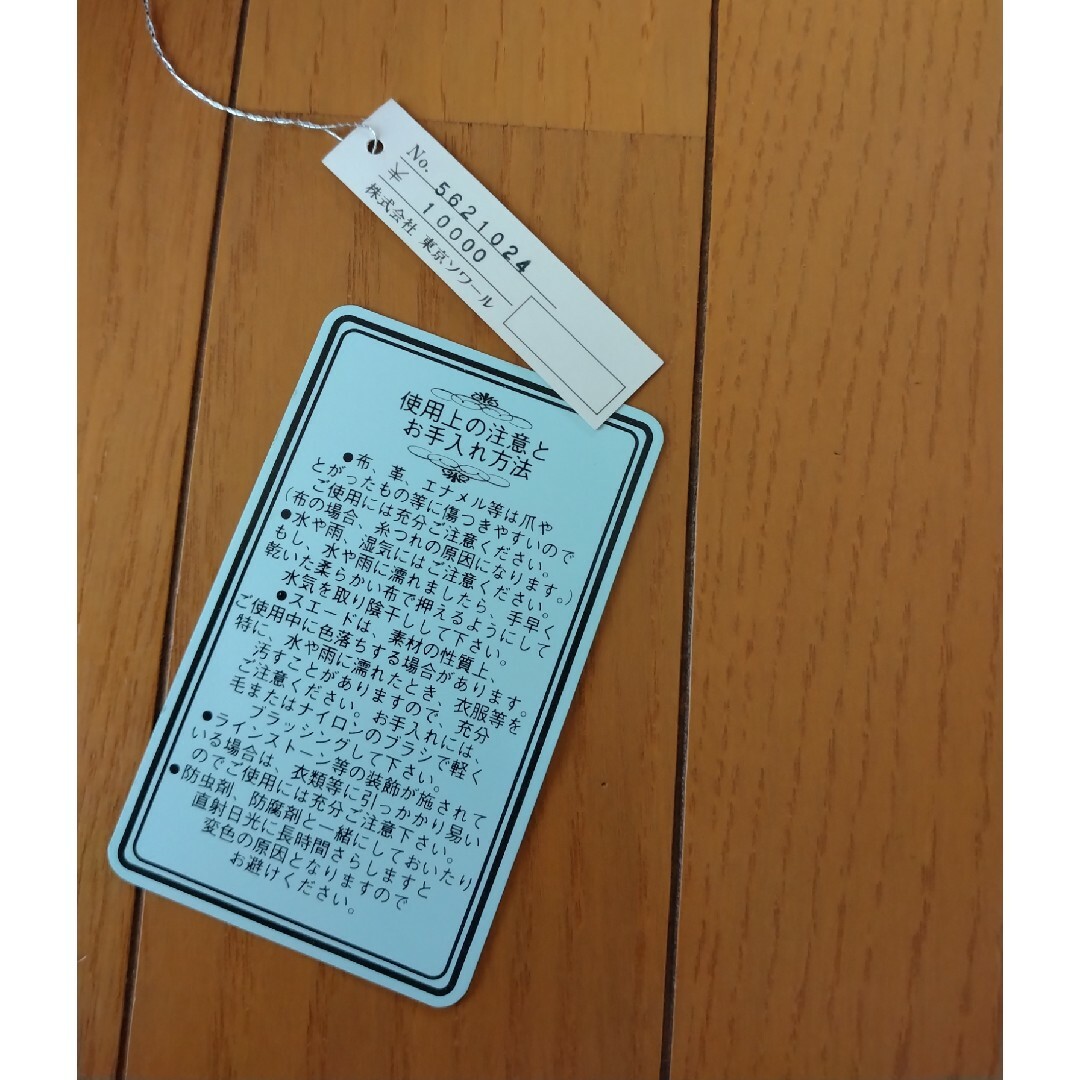 No. 5621024
¥ 10000
株式会社 東京ソワール
使用上の注意と
お手入れ方法
●布、革、エナメル等は爪や
とがったもの等に傷つきやすいので
ご使用には充分ご注意ください。
(布の場合、糸つれの原因になります。)
●水や雨、湿気にはご注意ください。
もし、水や雨に濡れましたら、手早く
乾いた柔らかい布で押えるようにして
水気を取り陰干しして下さい。
●スエードは、素材の性質上、
ご使用中に色落ちする場合があります。
特に、水や雨に濡れたとき、衣服等を
汚すことがありますので、充分
ご注意ください。お手入れには
毛またはナイロンのブラシで軽く
ブラッシングして下さい。
●ラインストーン等の装飾が施されて
いる場合は、衣類等に引っかかり易い
のでご使用には充分ご注意下さい。
●防虫剤、防腐剤と一緒にしておいたり
直射日光に長時間さらしますと
変色の原因となりますので
お避けください。